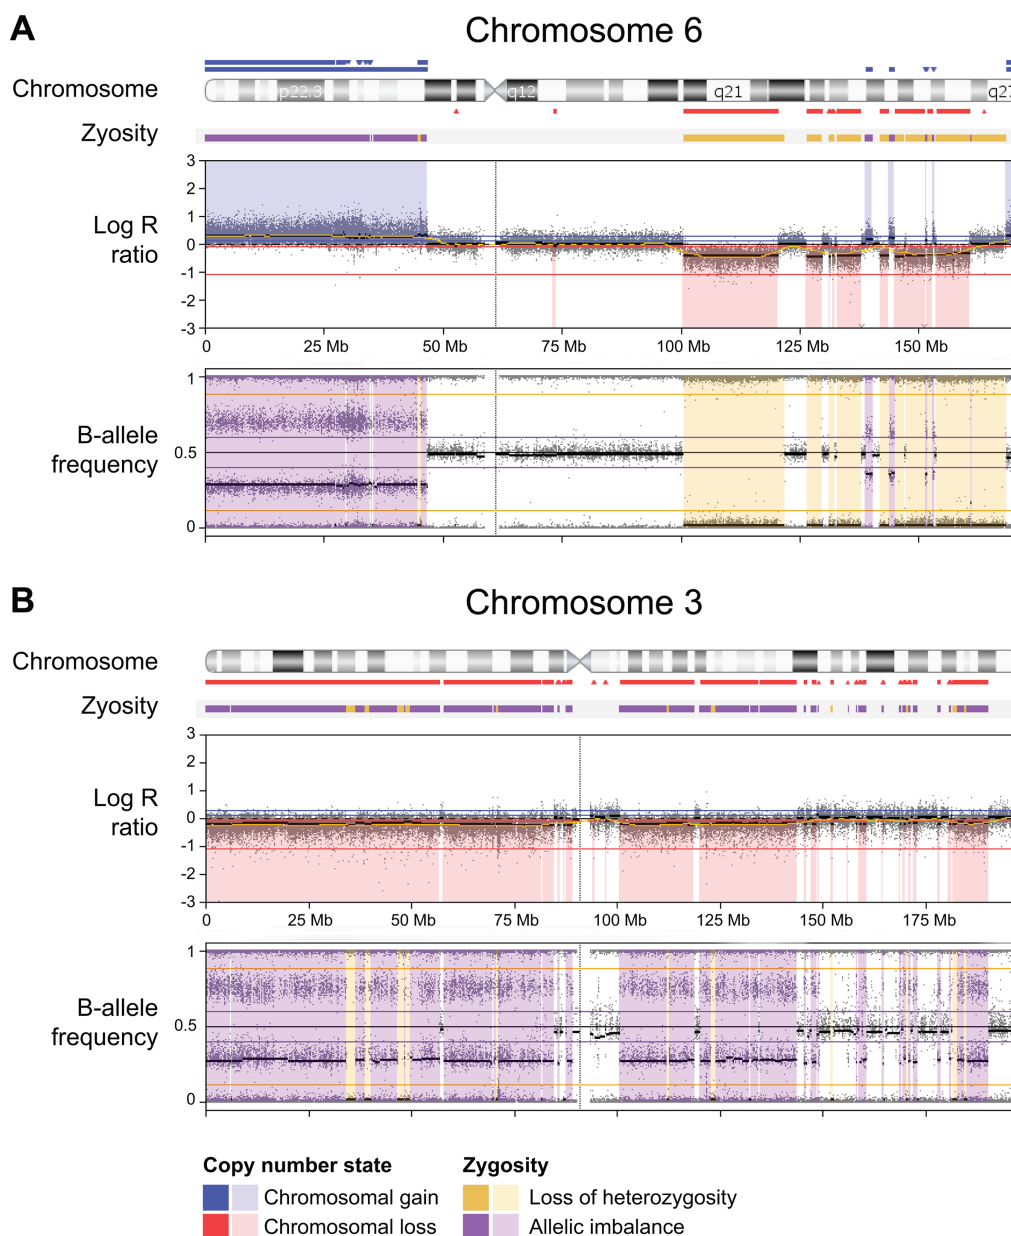 A
Chromosome 6
Chromosome
p22.3 q12 q21 q27
Zyosity
Log R
ratio
3
2
1
0
-1
-2
-3
0 25 Mb 50 Mb 75 Mb 100 Mb 125 Mb 150 Mb
B-allele
frequency
1
0.5
0
B
Chromosome 3
Chromosome
Zyosity
Log R
ratio
3
2
1
0
-1
-2
-3
0 25 Mb 50 Mb 75 Mb 100 Mb 125 Mb 150 Mb 175 Mb
B-allele
frequency
1
0.5
0
Copy number state Zygosity
Chromosomal gain Loss of heterozygosity
Chromosomal loss Allelic imbalance